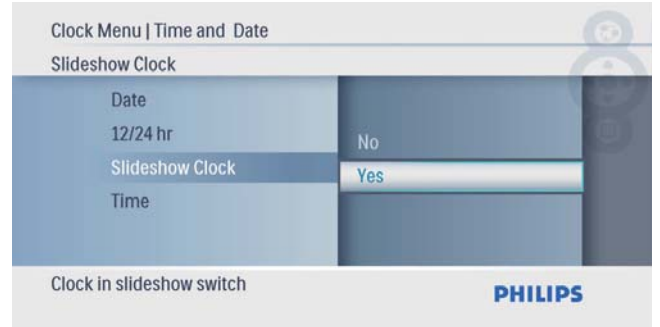 Clock Menu | Time and Date
Slideshow Clock
Date
12/24 hr
Slideshow Clock
Time
No
Yes
Clock in slideshow switch
PHILIPS